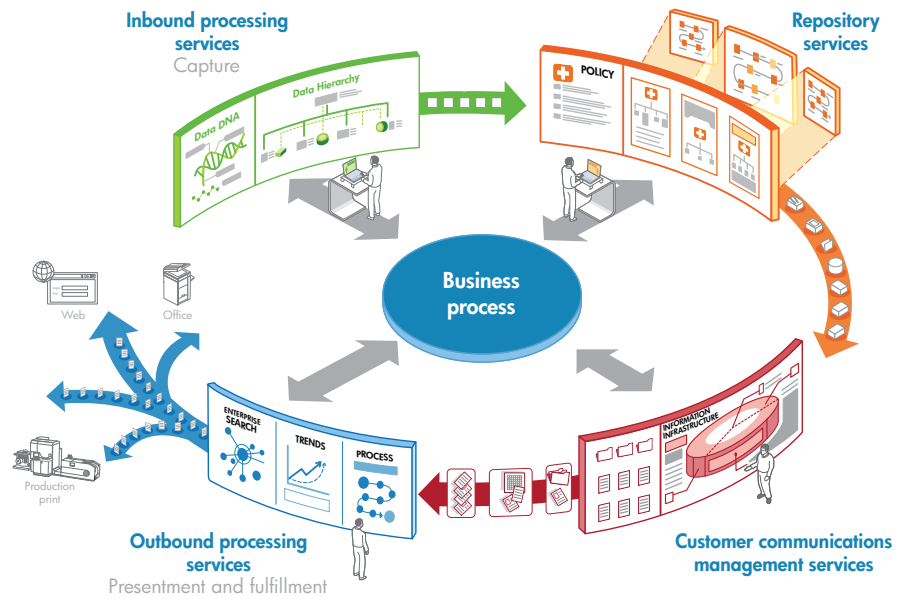 Inbound processing
services
Capture
Data DNA
Data Hierarchy
Repository
services
POLICY
Business
process
Web
Office
Production
print
ENTERPRISE
SEARCH
TRENDS
PROCESS
INFORMATION
INFRASTRUCTURE
Outbound processing
services
Presentment and fulfillment
Customer communications
management services